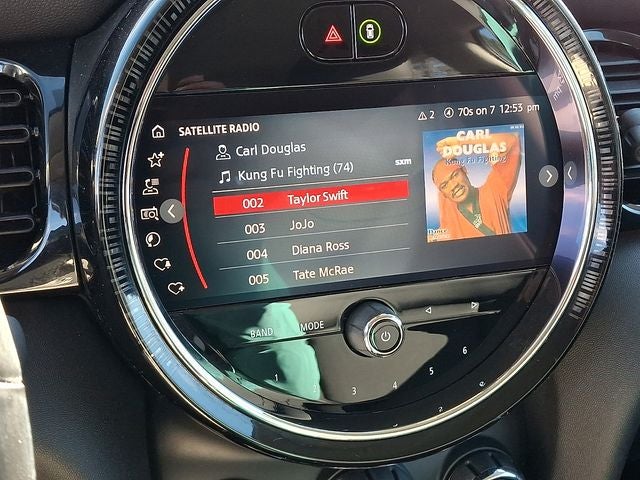 2 70s on 7 12:53 pm
SATELLITE RADIO
Carl Douglas
Kung Fu Fighting (74)
sxm
002 Taylor Swift
003 JoJo
004 Diana Ross
005 Tate McRae
CARL
DOUGLAS
Kung Fu Fighting
Dance
BAND MODE
1
3 4 5 6